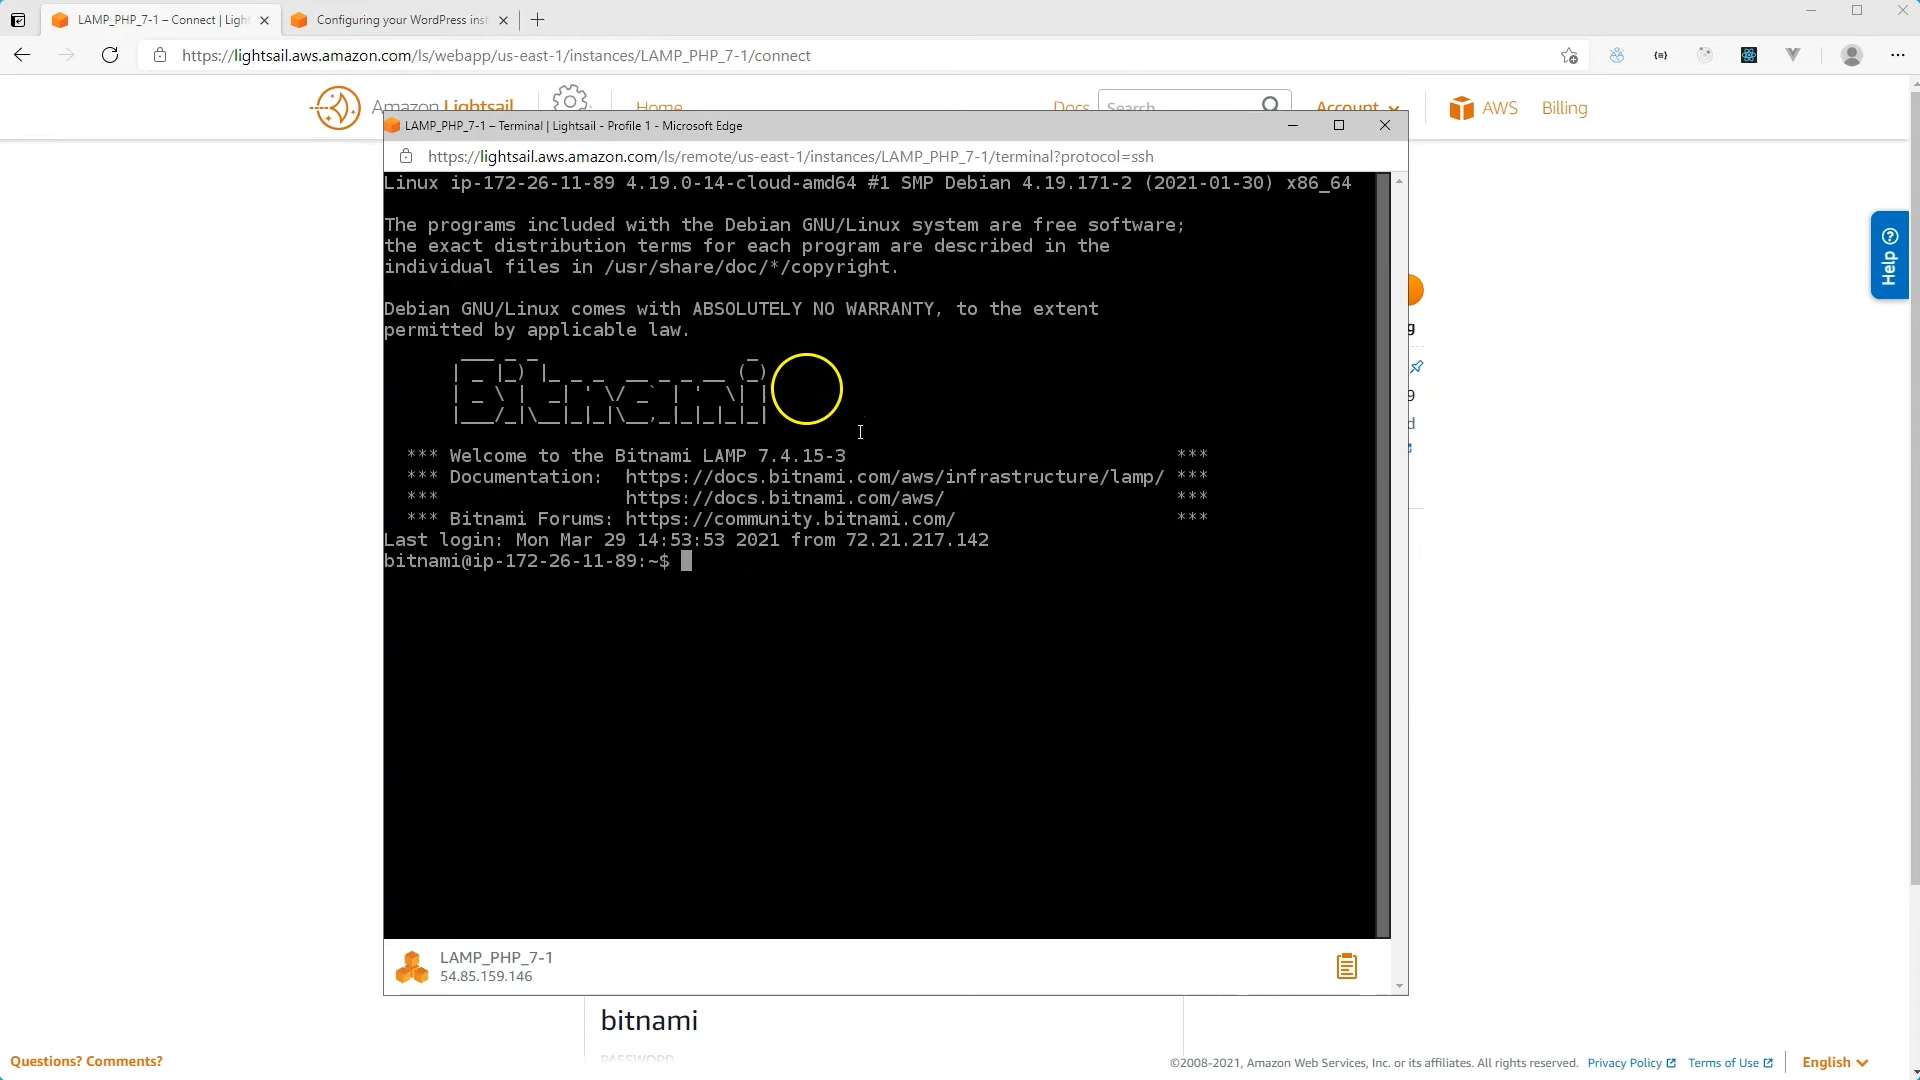 LAMP_PHP_7-1 – Connect | Ligh
Configuring your WordPress inst
https://lightsail.aws.amazon.com/ls/webapp/us-east-1/instances/LAMP_PHP_7-1/connect
Amazon Lightsail
Home
Docs
Search
Account
AWS
Billing
LAMP_PHP_7-1 – Terminal | Lightsail - Profile 1 - Microsoft Edge
https://lightsail.aws.amazon.com/ls/remote/us-east-1/instances/LAMP_PHP_7-1/terminal?protocol=ssh
Linux ip-172-26-11-89 4.19.0-14-cloud-amd64 #1 SMP Debian 4.19.171-2 (2021-01-30) x86_64
The programs included with the Debian GNU/Linux system are free software;
the exact distribution terms for each program are described in the
individual files in /usr/share/doc/*/copyright.
Debian GNU/Linux comes with ABSOLUTELY NO WARRANTY, to the extent
permitted by applicable law.
Bitnami
*** Welcome to the Bitnami LAMP 7.4.15-3 ***
*** Documentation: https://docs.bitnami.com/aws/infrastructure/lamp/ ***
*** https://docs.bitnami.com/aws/ ***
*** Bitnami Forums: https://community.bitnami.com/ ***
Last login: Mon Mar 29 14:53:53 2021 from 72.21.217.142
bitnami@ip-172-26-11-89:~$
Help
g
9
d
LAMP_PHP_7-1
54.85.159.146
bitnami
PASSWORD
Questions? Comments?
©2008-2021, Amazon Web Services, Inc. or its affiliates. All rights reserved.
Privacy Policy
Terms of Use
English